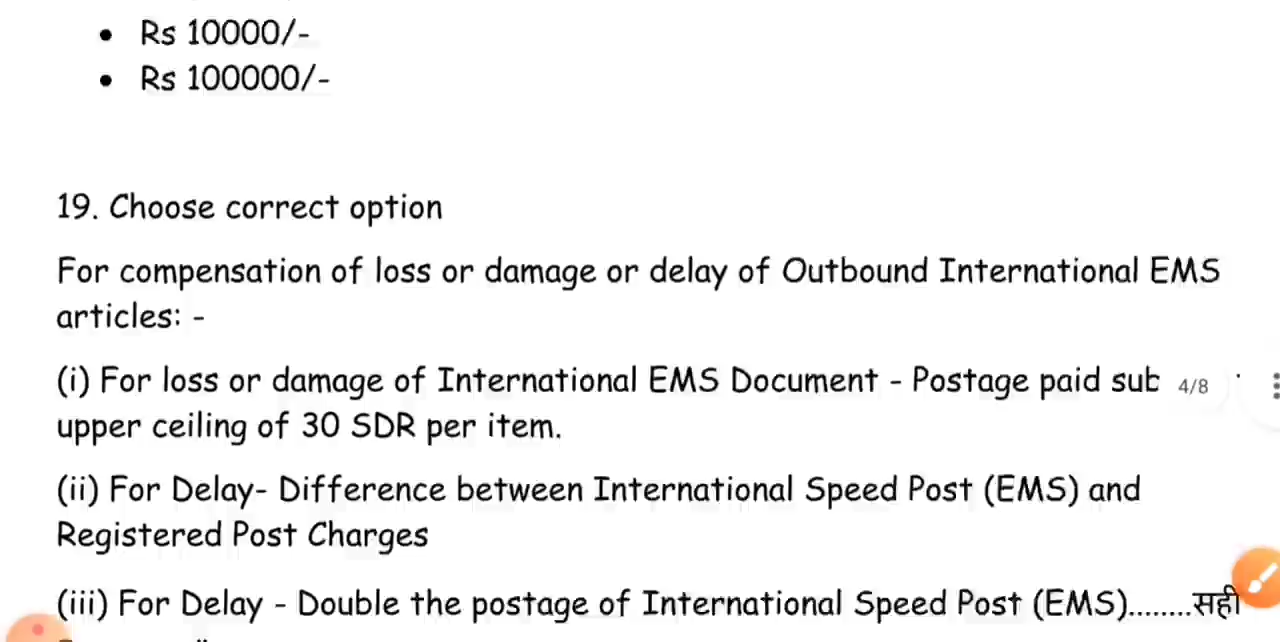 • Rs 10000/-
• Rs 100000/-
19. Choose correct option
For compensation of loss or damage or delay of Outbound International EMS
articles: -
(i) For loss or damage of International EMS Document - Postage paid sub
4/8
upper ceiling of 30 SDR per item.
(ii) For Delay- Difference between International Speed Post (EMS) and
Registered Post Charges
(iii) For Delay - Double the postage of International Speed Post (EMS)........सही